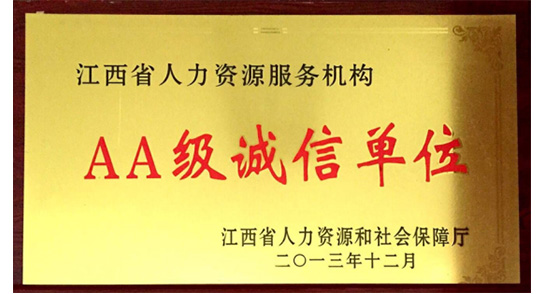 江西省人力资源服务机构
AA级诚信单位
江西省人力资源和社会保障厅
二〇一三年十二月